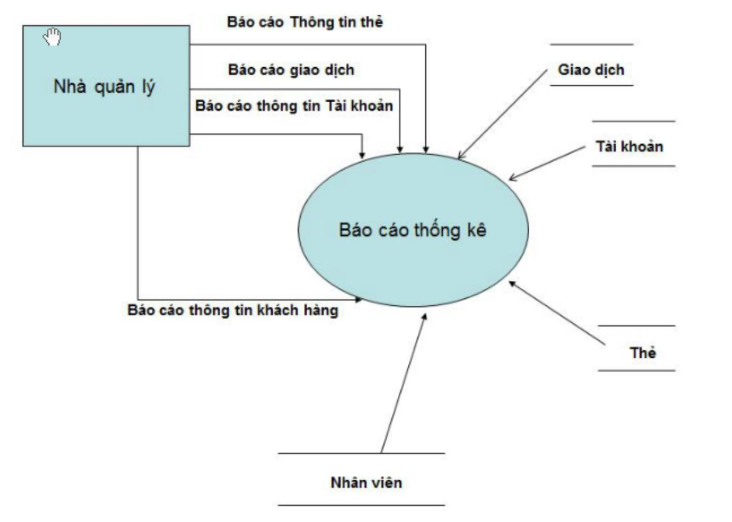 Báo cáo Thông tin thẻ
Nhà quản lý
Báo cáo giao dịch
Báo cáo thông tin Tài khoản
Giao dịch
Tài khoản
Báo cáo thống kê
Báo cáo thông tin khách hàng
Thẻ
Nhân viên